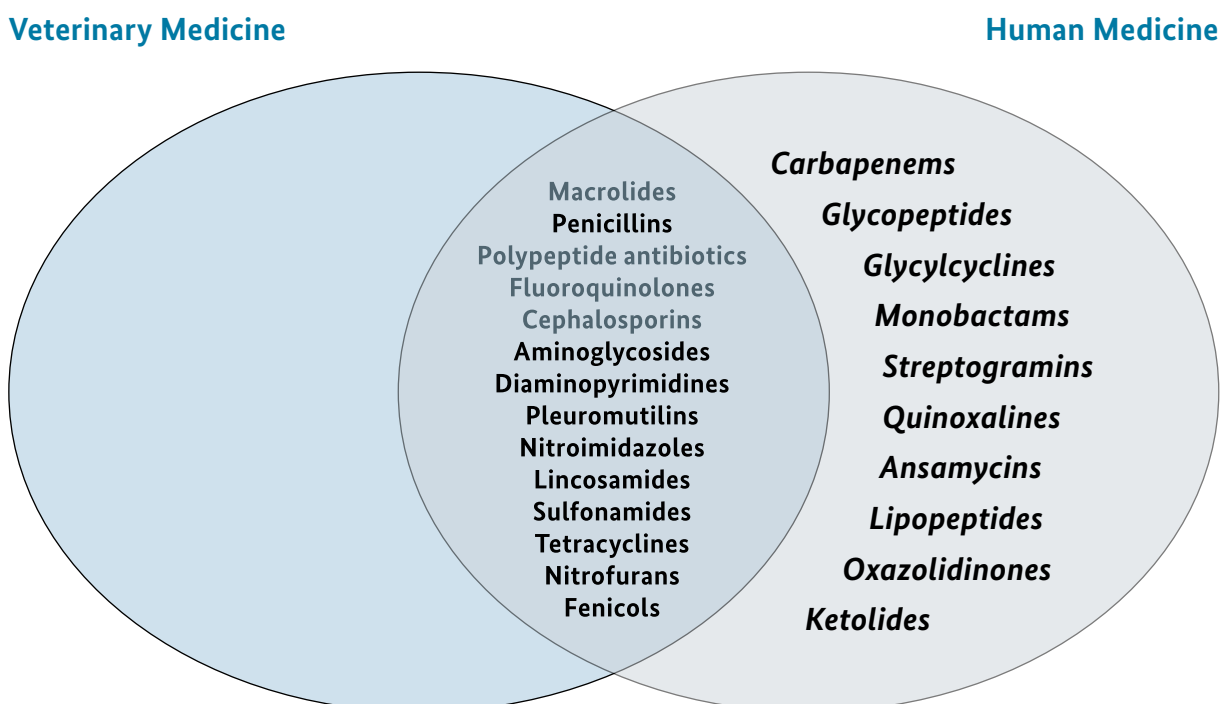 Veterinary Medicine
Human Medicine
Macrolides
Penicillins
Polypeptide antibiotics
Fluoroquinolones
Cephalosporins
Aminoglycosides
Diaminopyrimidines
Pleuromutilins
Nitroimidazoles
Lincosamides
Sulfonamides
Tetracyclines
Nitrofurans
Fenicols
Carbapenems
Glycopeptides
Glycylcyclines
Monobactams
Streptogramins
Quinoxalines
Ansamycins
Lipopeptides
Oxazolidinones
Ketolides